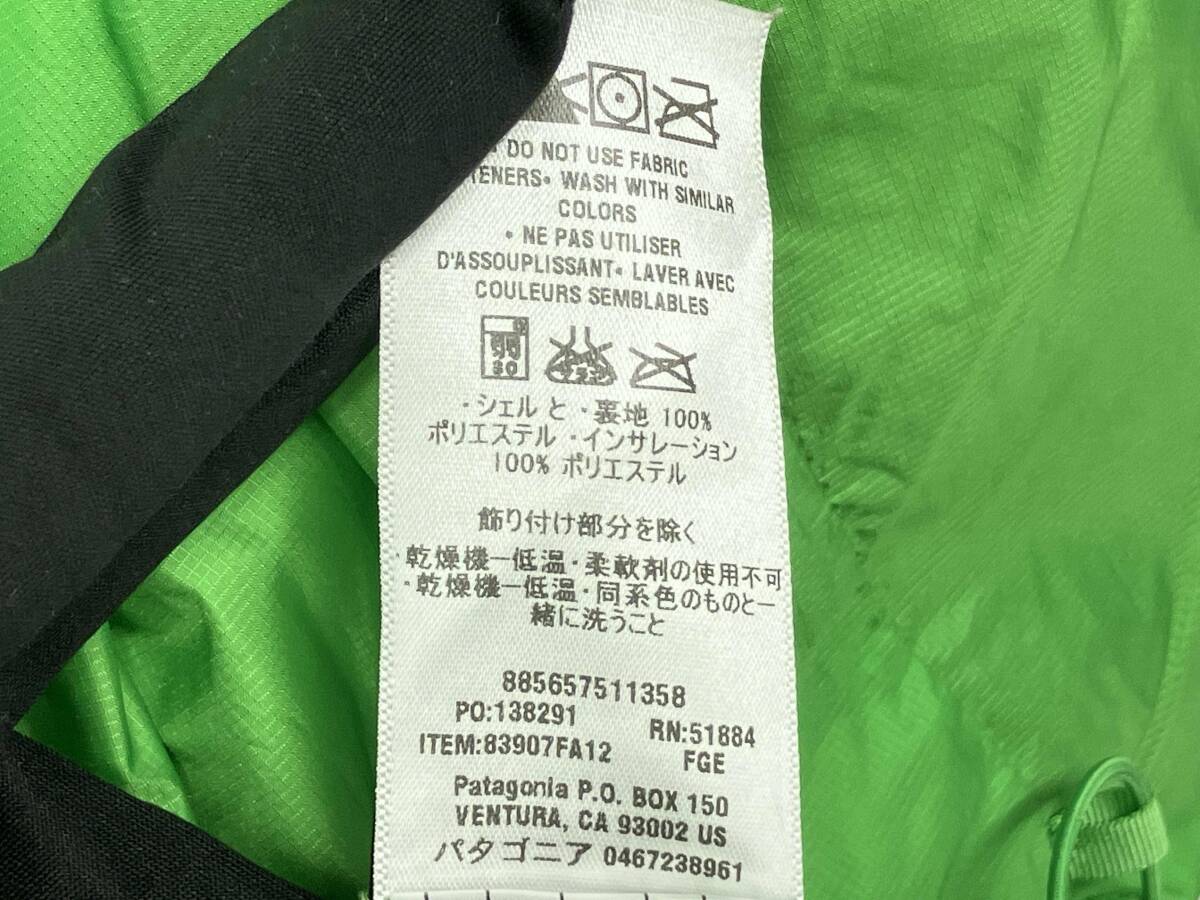 • DO NOT USE FABRIC
TENERS• WASH WITH SIMILAR
COLORS
• NE PAS UTILISER
D'ASSOUPLISSANT• LAVER AVEC
COULEURS SEMBLABLES
弱
30
・シェル と ・裏地 100%
ポリエステル ・インサレーション
100% ポリエステル
飾り付け部分を除く
・乾燥機ー低温・柔軟剤の使用不可
・乾燥機ー低温・同系色のものと一
緒に洗うこと
885657511358
PO:138291 RN:51884
ITEM:83907FA12 FGE
Patagonia P.O. BOX 150
VENTURA, CA 93002 US
パタゴニア 0467238961